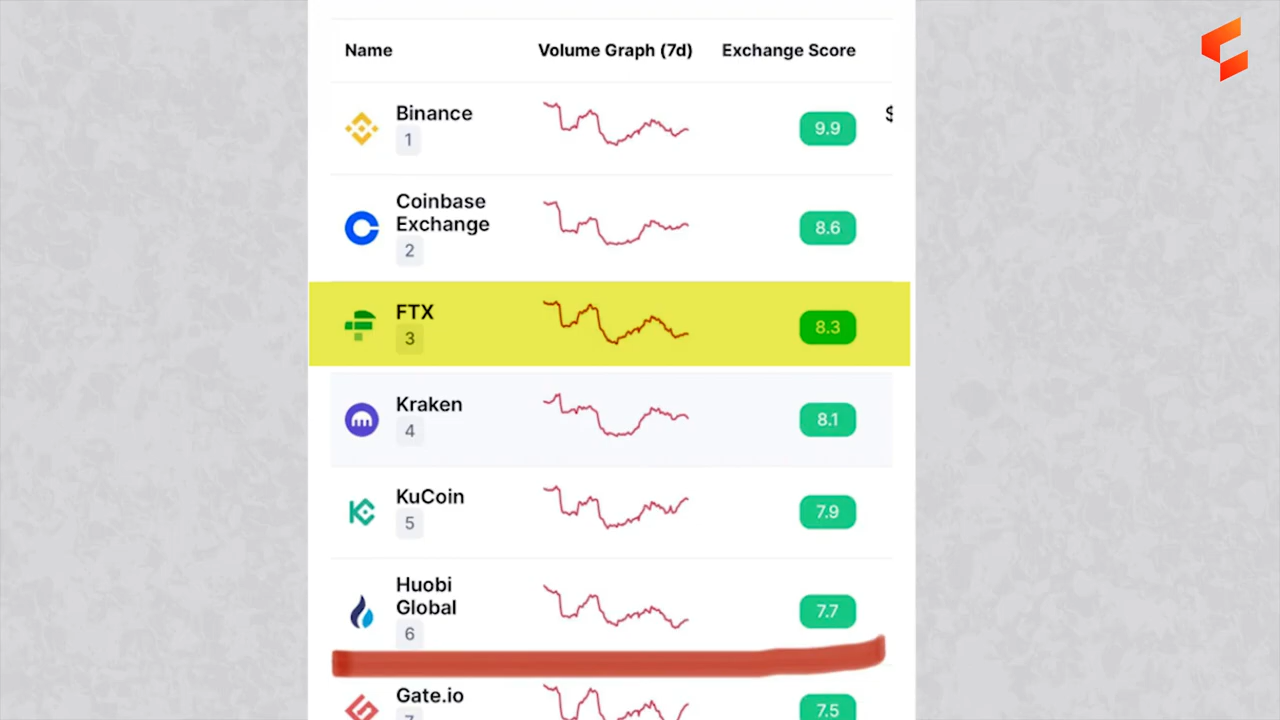 Name Volume Graph (7d) Exchange Score
Binance
1
9.9
$
Coinbase
Exchange
2
8.6
FTX
3
8.3
Kraken
4
8.1
KuCoin
5
7.9
Huobi
Global
6
7.7
Gate.io
7
7.5